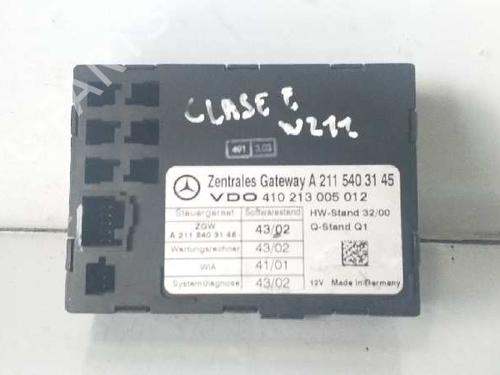 CLASE E
W211
491 3.03
Zentrales Gateway A 211 540 31 45
VDO 410 213 005 012
Steuergerät Softwarestand HW-Stand 32/00
ZGW 43/02 Q-Stand Q1
A 211 540 31 45
Wartungsrechner 43/02
WIA 41/01
Systemdiagnose 43/02 12V Made in Germany